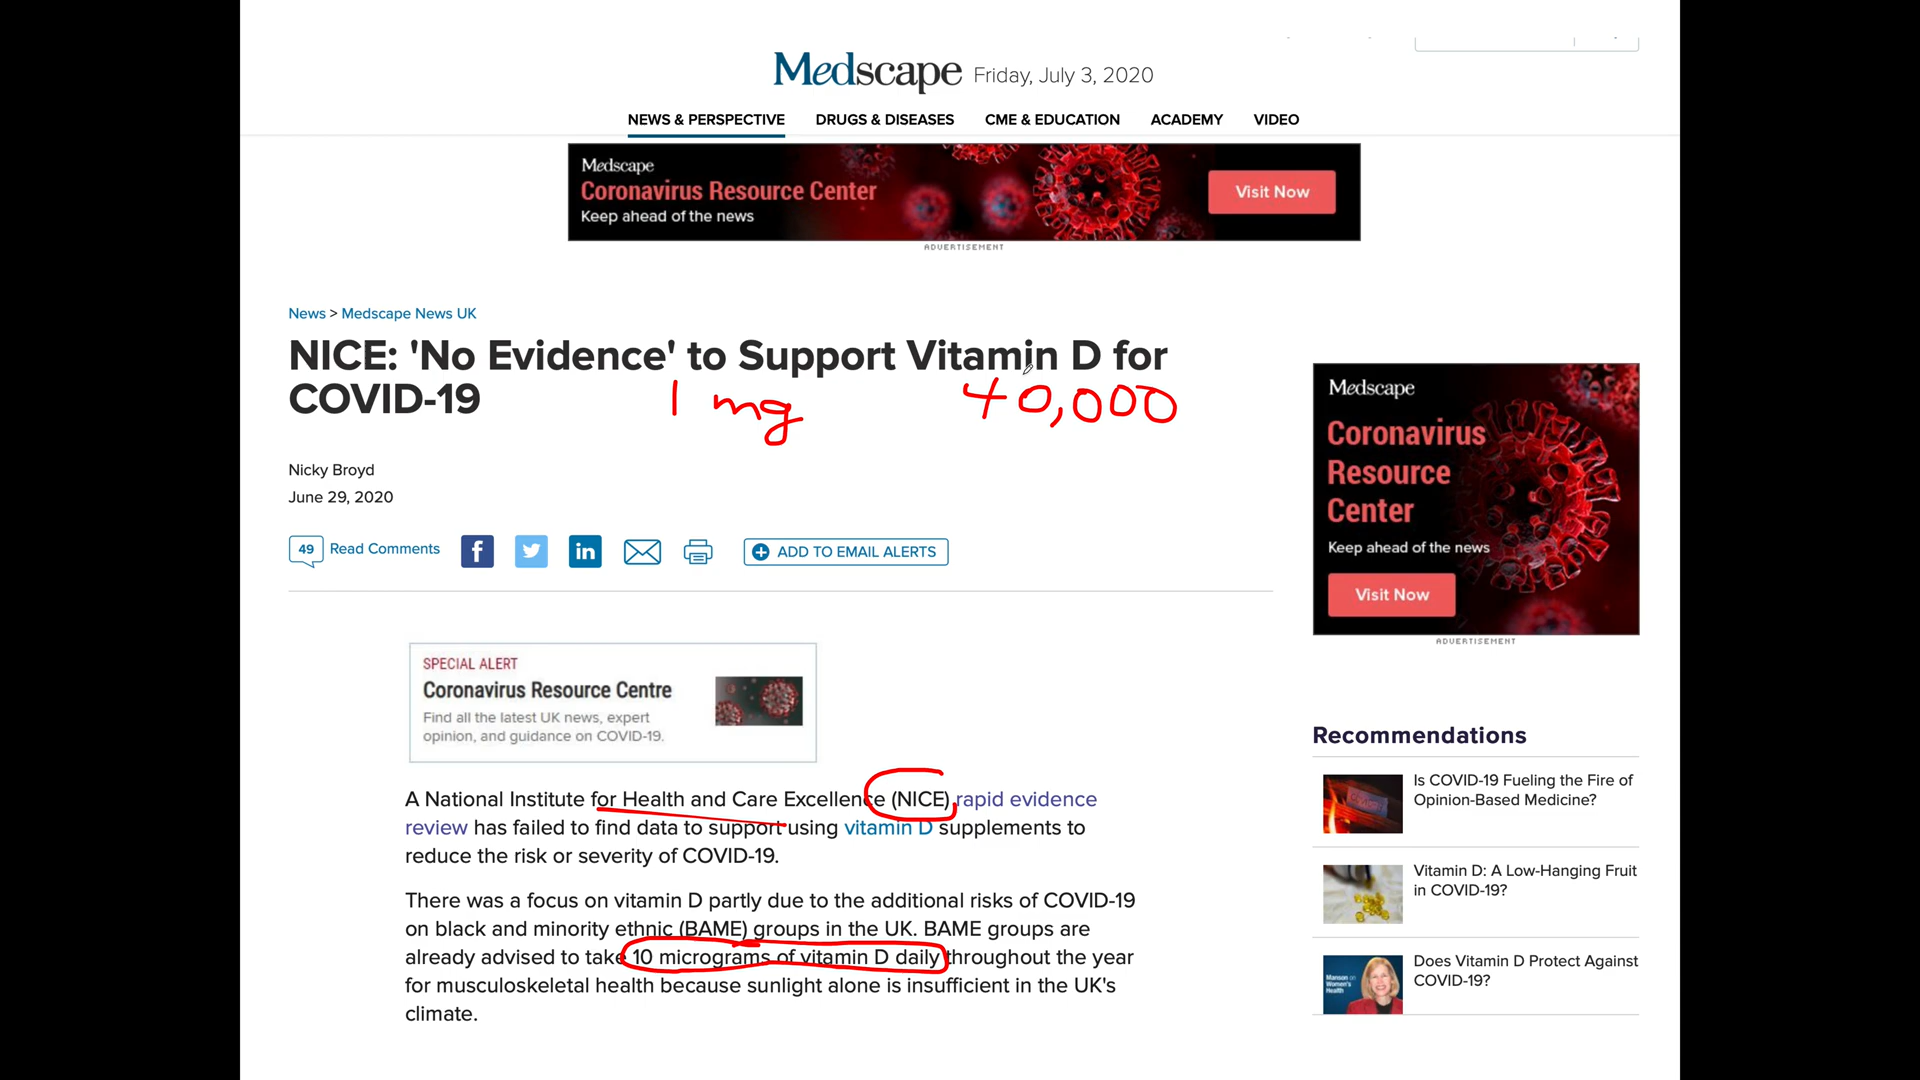 Medscape Friday, July 3, 2020
NEWS & PERSPECTIVE DRUGS & DISEASES CME & EDUCATION ACADEMY VIDEO
Medscape
Coronavirus Resource Center
Keep ahead of the news
Visit Now
ADVERTISEMENT
News > Medscape News UK
NICE: 'No Evidence' to Support Vitamin D for
COVID-19
1 mg 40,000
Nicky Broyd
June 29, 2020
49 Read Comments f in ADD TO EMAIL ALERTS
SPECIAL ALERT
Coronavirus Resource Centre
Find all the latest UK news, expert
opinion, and guidance on COVID-19.
A National Institute for Health and Care Excellence (NICE) rapid evidence
review has failed to find data to support using vitamin D supplements to
reduce the risk or severity of COVID-19.
There was a focus on vitamin D partly due to the additional risks of COVID-19
on black and minority ethnic (BAME) groups in the UK. BAME groups are
already advised to take 10 micrograms of vitamin D daily throughout the year
for musculoskeletal health because sunlight alone is insufficient in the UK's
climate.
Medscape
Coronavirus
Resource
Center
Keep ahead of the news
Visit Now
ADVERTISEMENT
Recommendations
Is COVID-19 Fueling the Fire of
Opinion-Based Medicine?
Vitamin D: A Low-Hanging Fruit
in COVID-19?
Manson on
Women's
Health
Does Vitamin D Protect Against
COVID-19?